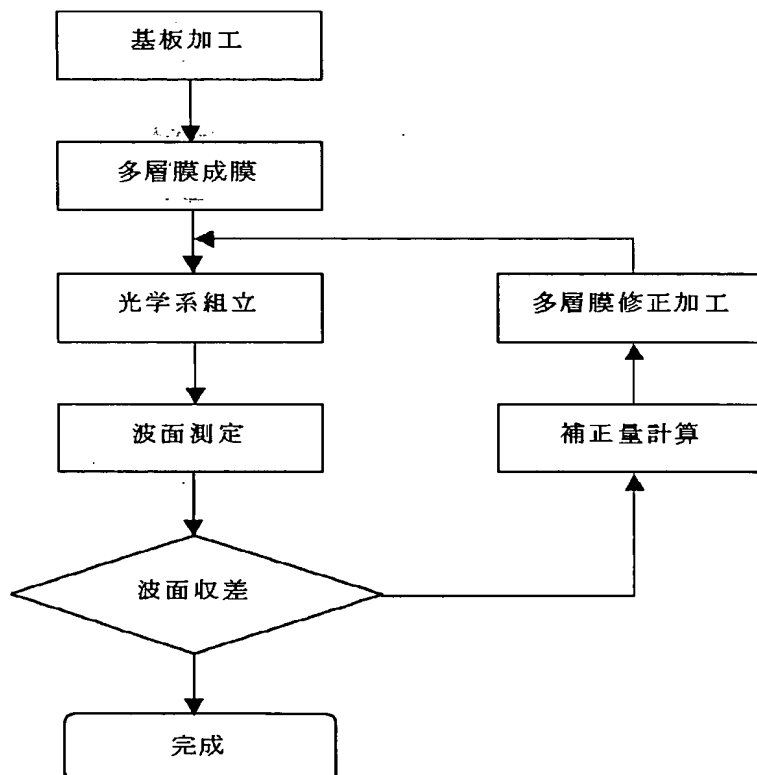 基板加工
多層膜成膜
光学系組立
多層膜修正加工
波面測定
補正量計算
波面収差
完成